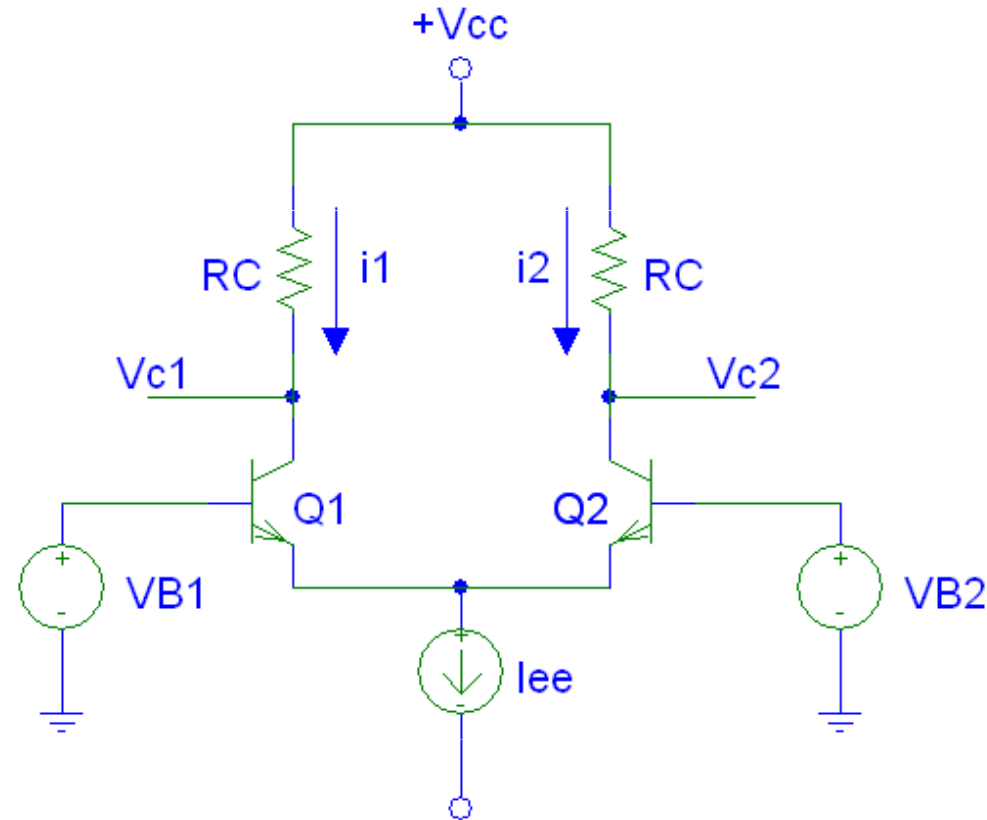 +Vcc
RC i1 i2 RC
Vc1 Vc2
Q1 Q2
+ +
VB1 VB2
- -
+
Iee
-